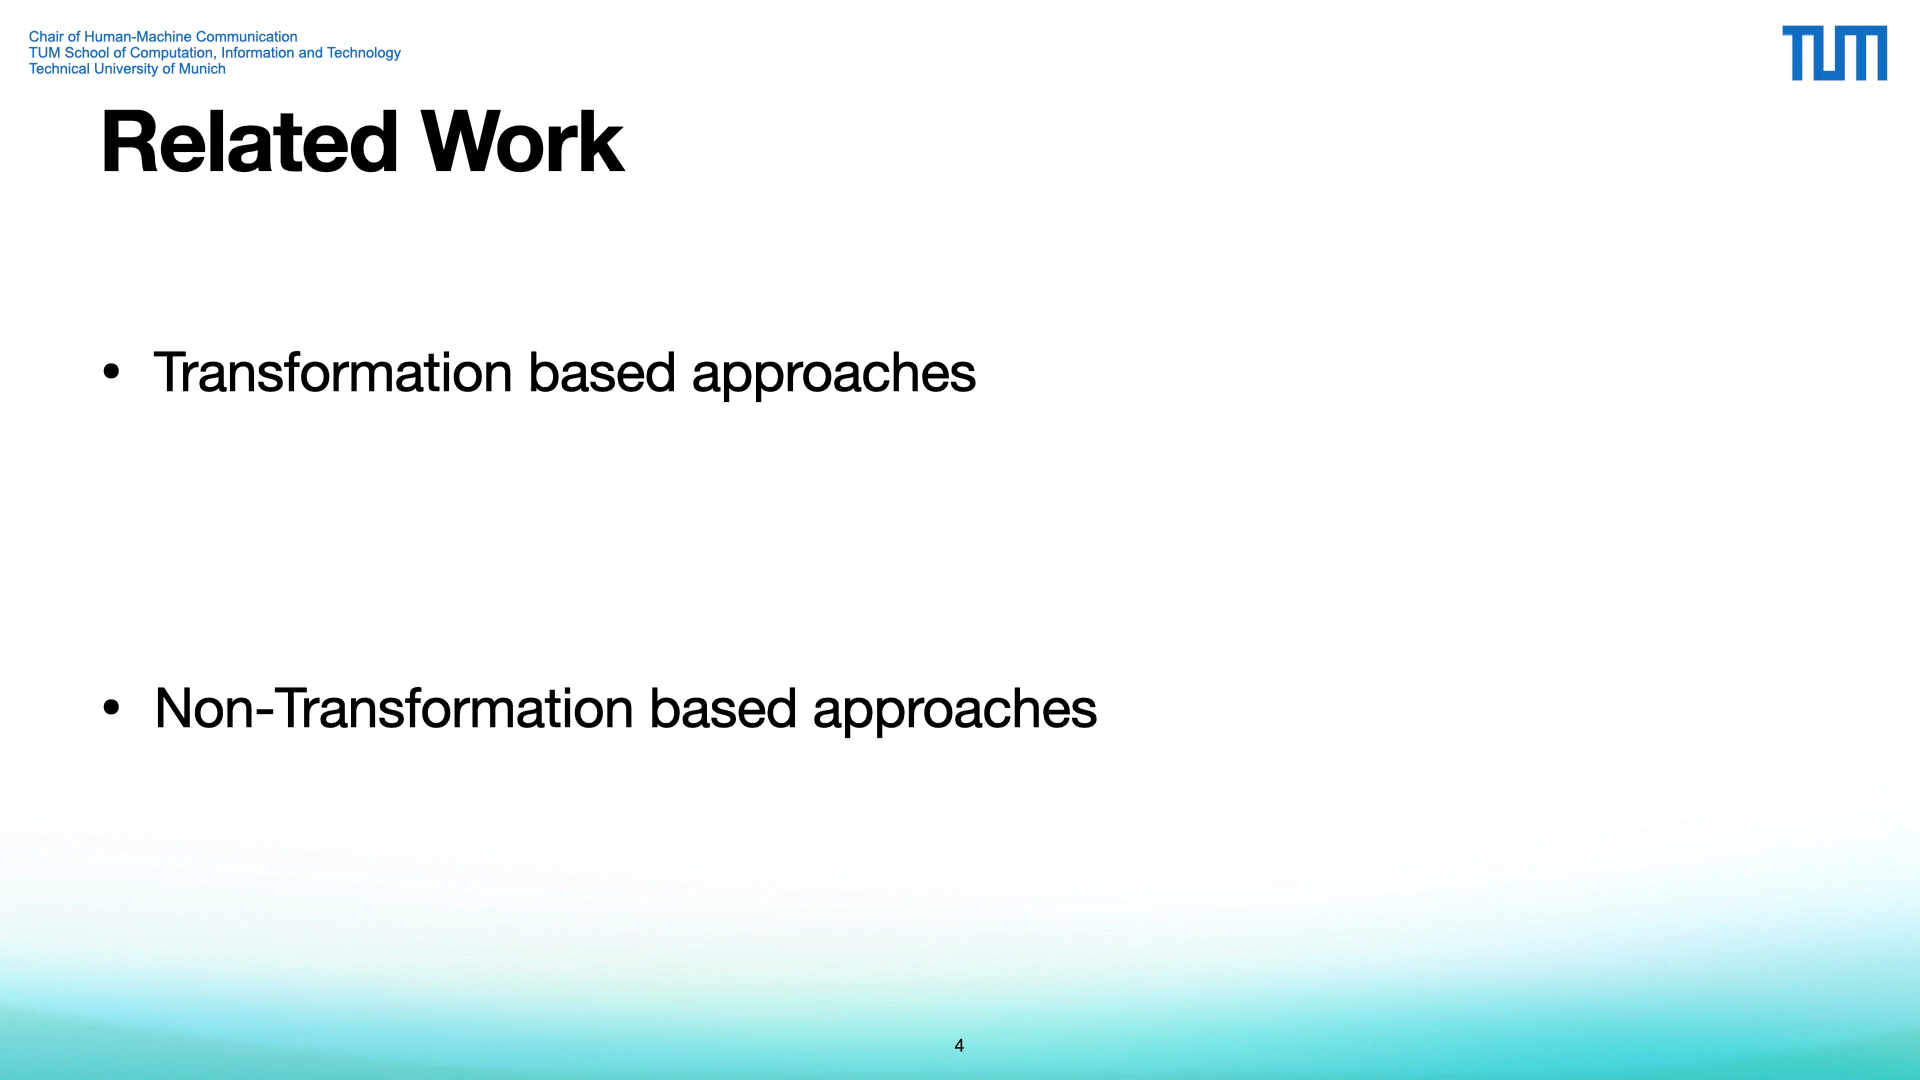 Chair of Human-Machine Communication
TUM School of Computation, Information and Technology
Technical University of Munich
TUM
Related Work
• Transformation based approaches
• Non-Transformation based approaches
4